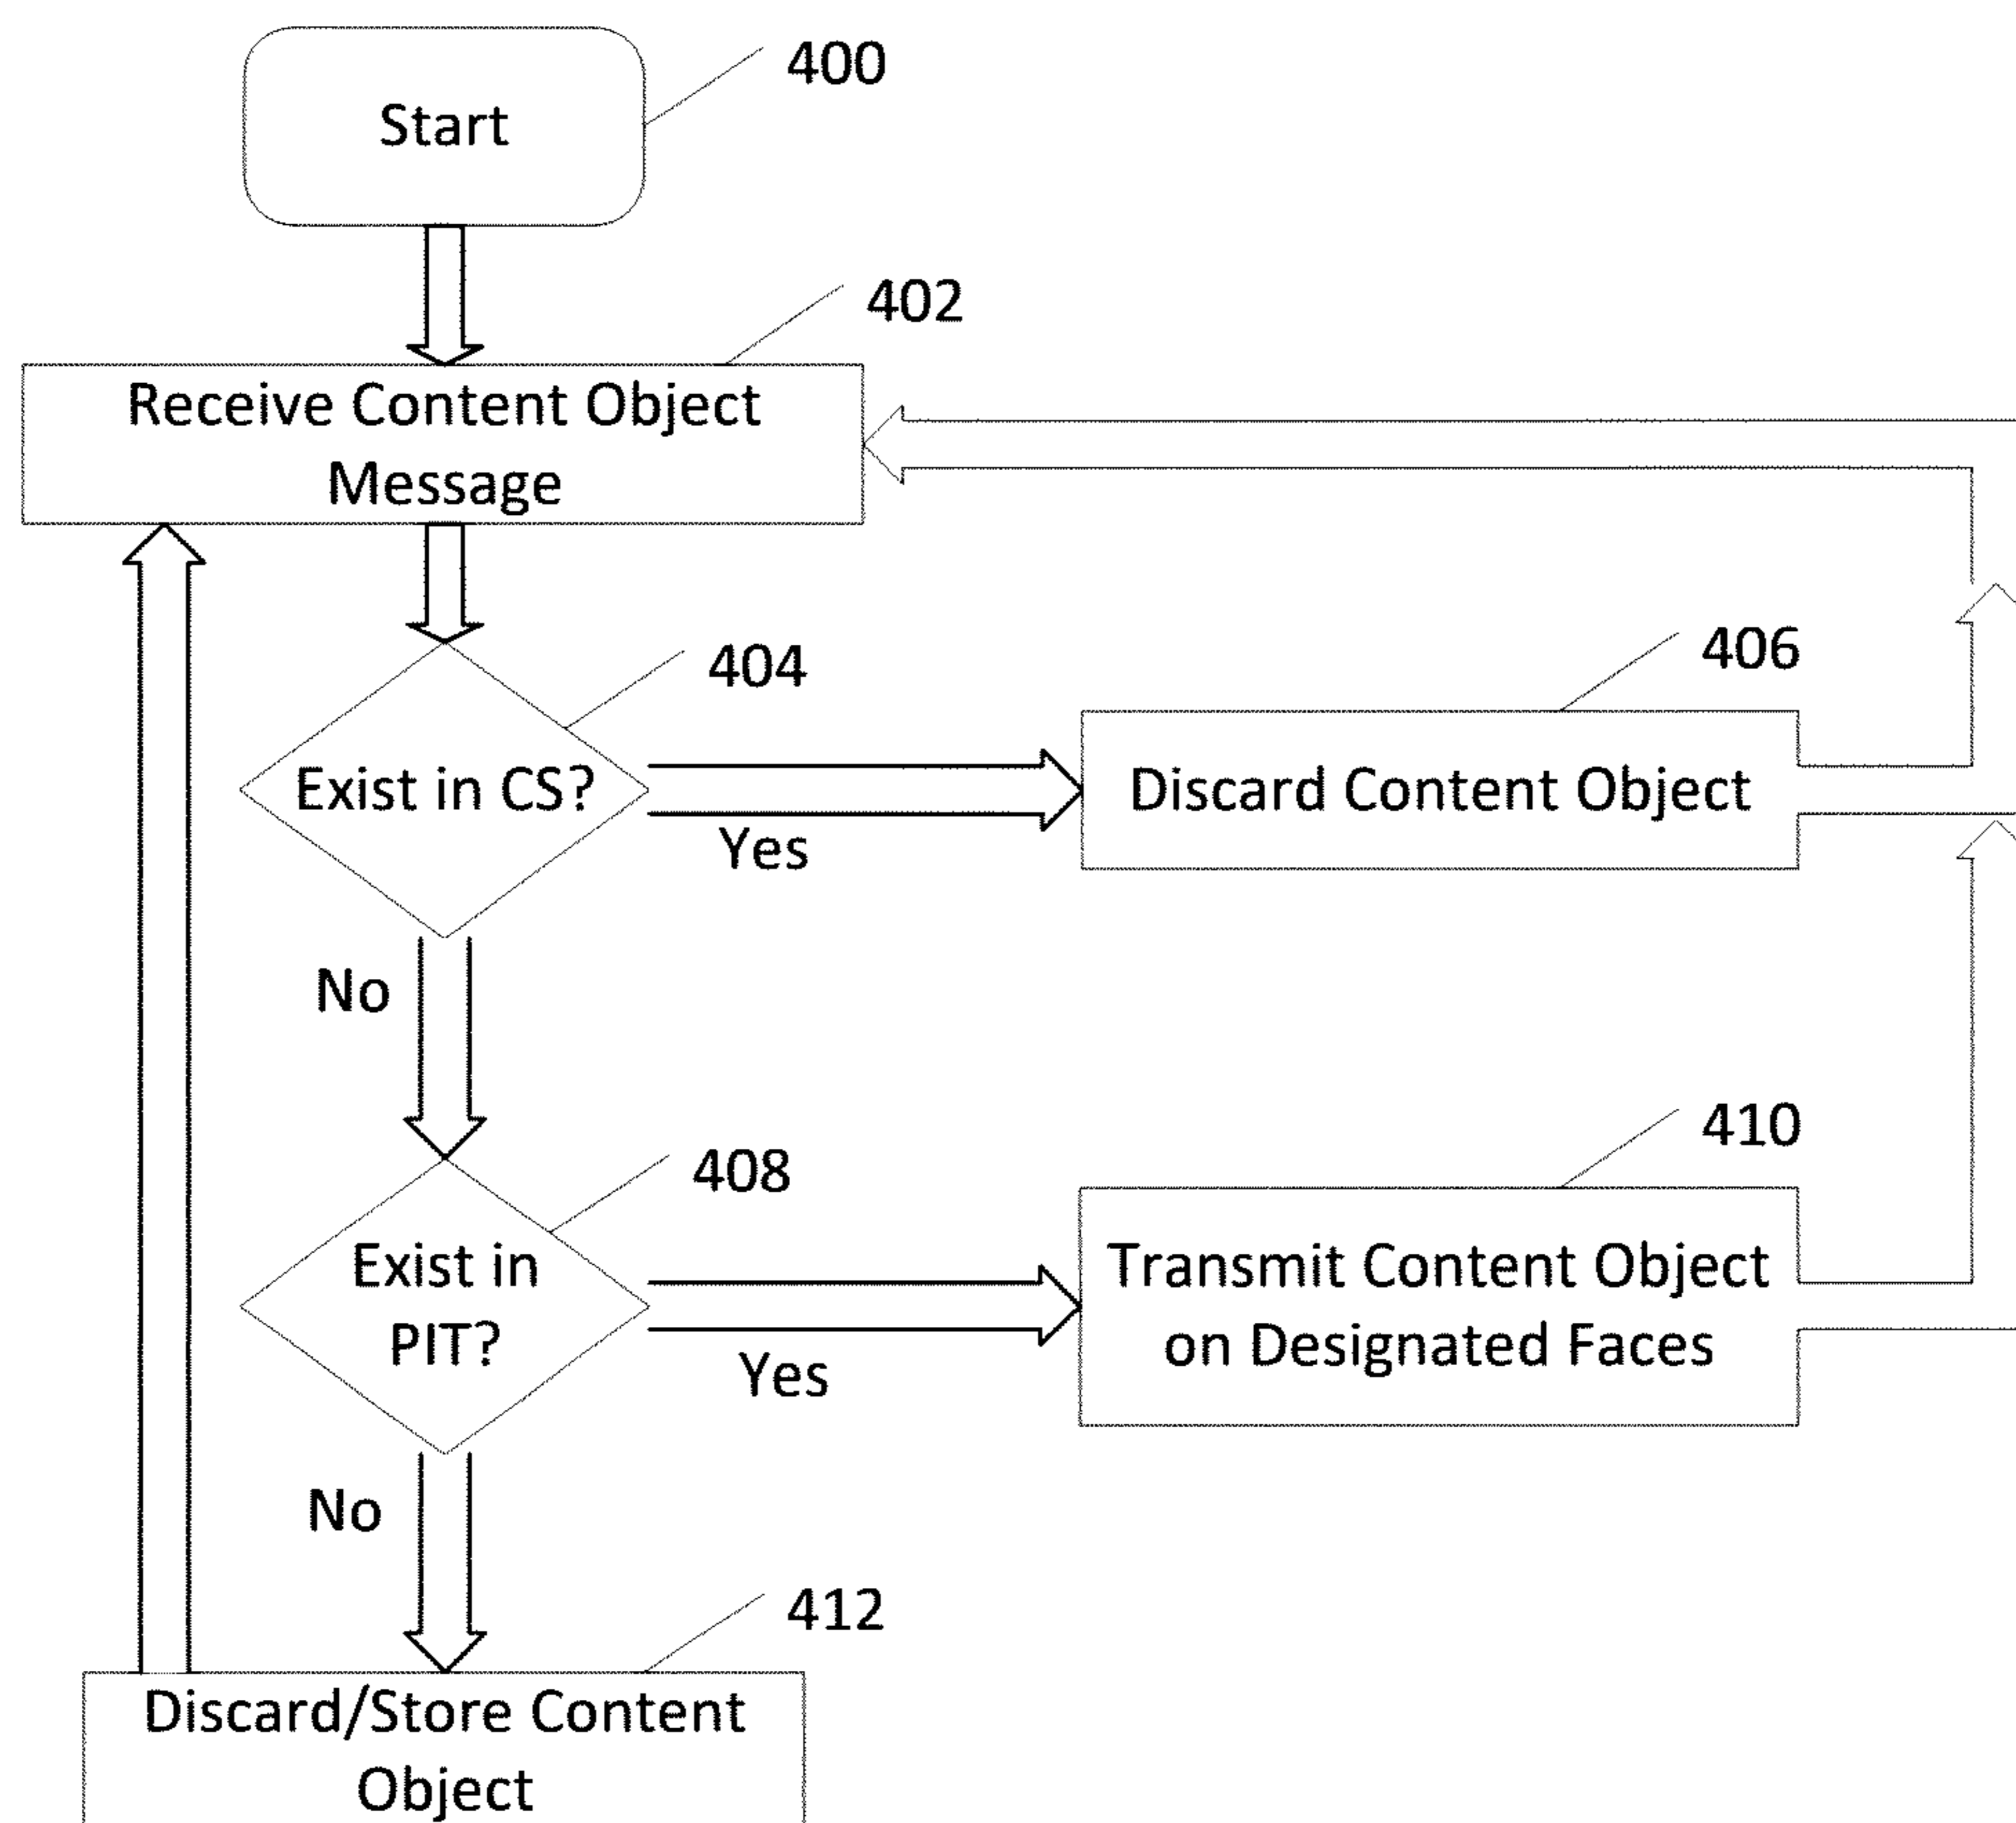 Start
400
402
Receive Content Object
Message
404
Exist in CS?
Yes
406
Discard Content Object
No
408
Exist in
PIT?
Yes
410
Transmit Content Object
on Designated Faces
No
412
Discard/Store Content
Object